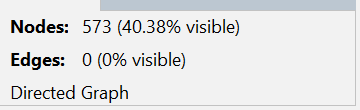 Nodes: 573 (40.38% visible)
Edges: 0 (0% visible)
Directed Graph